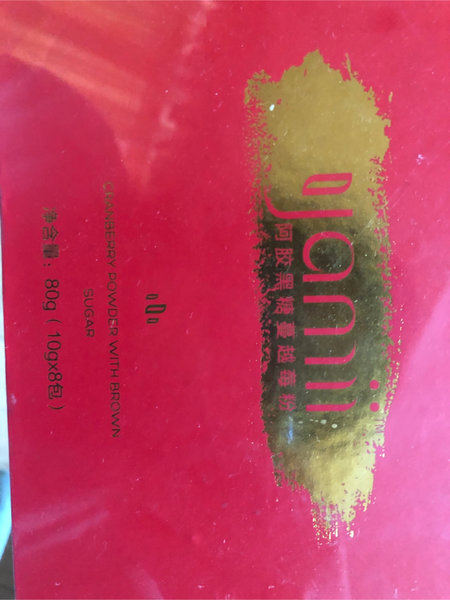 Jamii
阿胶黑糖蔓越莓粉
CRANBERRY POWDER WITH BROWN
SUGAR
净含量：80g（10gx8包）